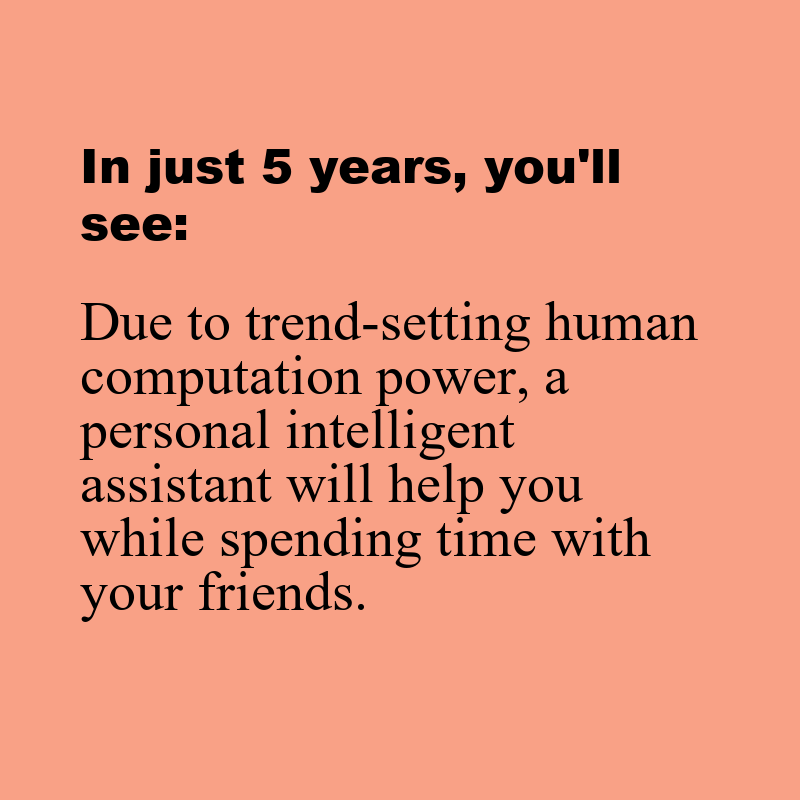 In just 5 years, you'll
see:
Due to trend-setting human
computation power, a
personal intelligent
assistant will help you
while spending time with
your friends.